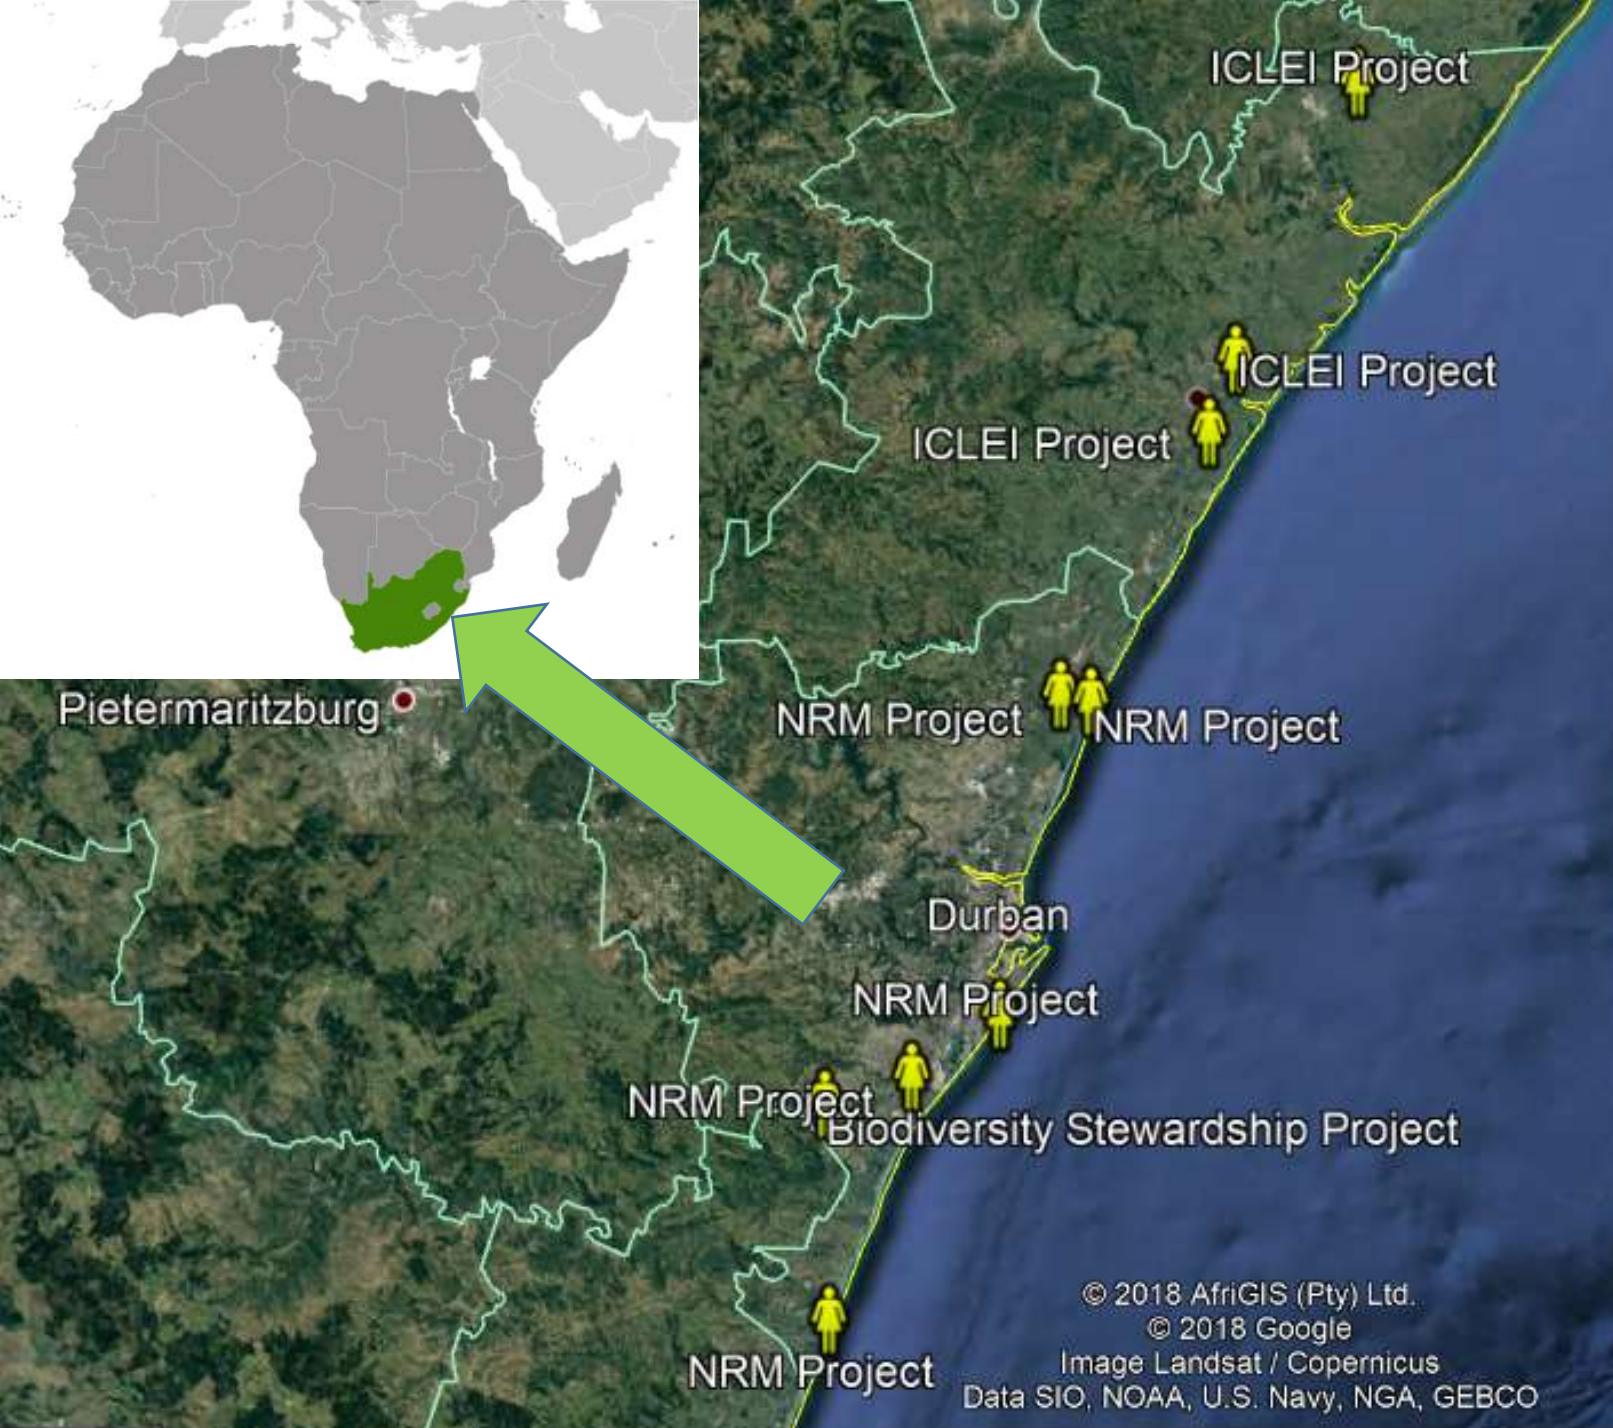 ICLEI Project
ICLEI Project
ICLEI Project
Pietermaritzburg
NRM Project
NRM Project
Durban
NRM Project
NRM Project
Biodiversity Stewardship Project
NRM Project
© 2018 AfriGIS (Pty) Ltd.
© 2018 Google
Image Landsat / Copernicus
Data SIO, NOAA, U.S. Navy, NGA, GEBCO